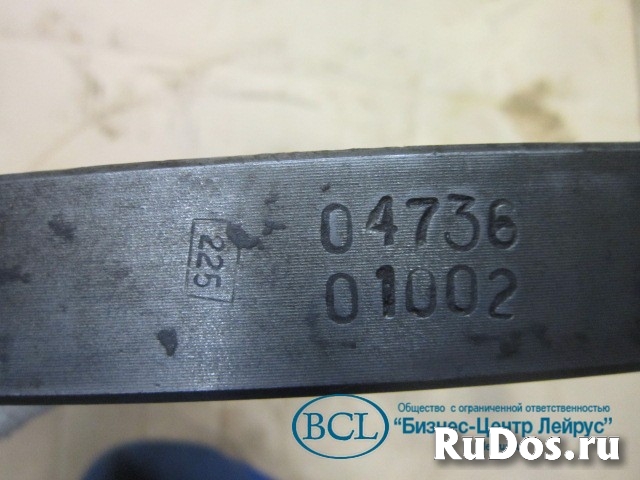 225
04736
01002
BCL
Общество с ограниченной ответственностью
"Бизнес-Центр Лейрус"
RuDos.ru